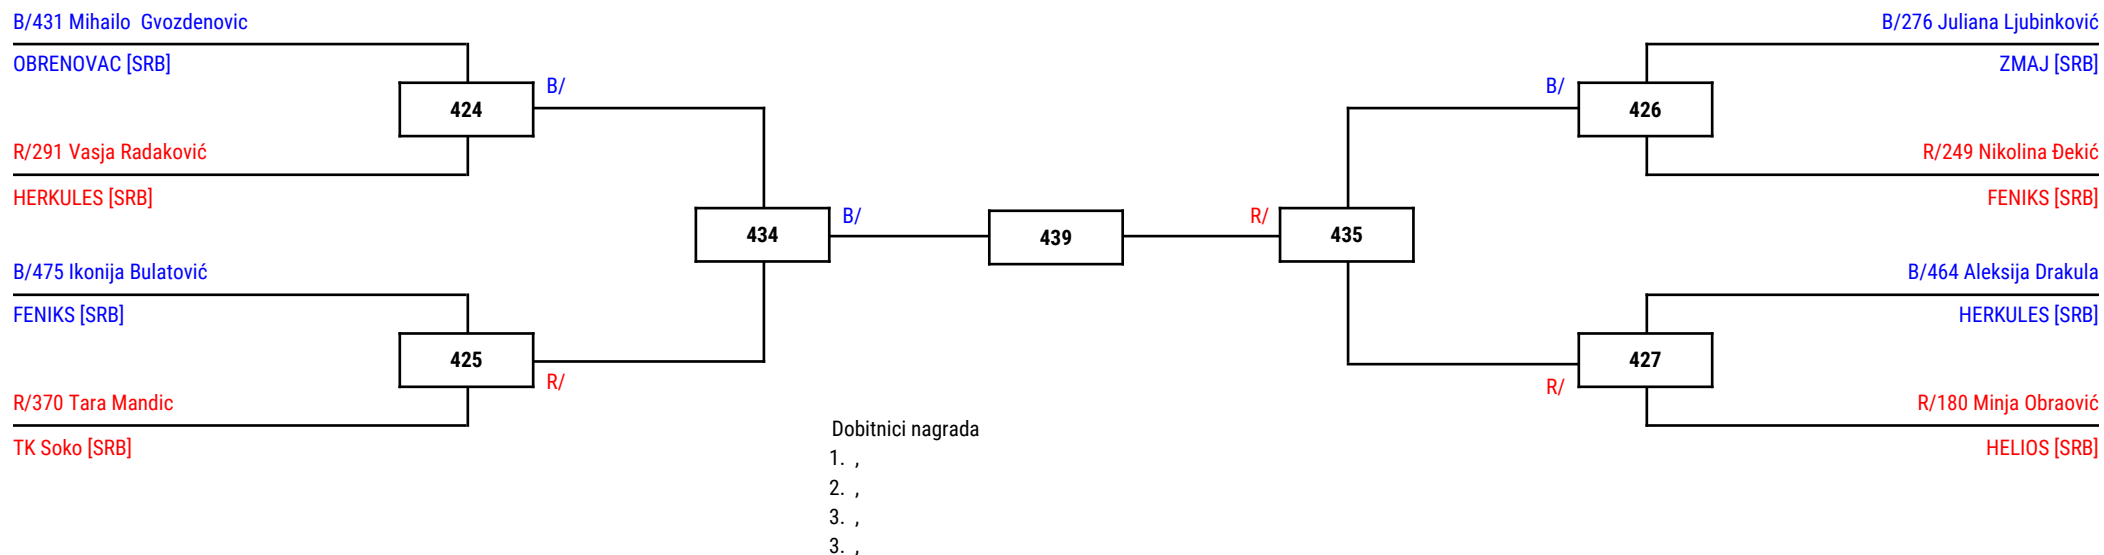 B/431 Mihailo  Gvozdenovic
OBRENOVAC [SRB]
424
B/
R/291 Vasja Radaković
HERKULES [SRB]
B/475 Ikonija Bulatović
FENIKS [SRB]
425
R/
R/370 Tara Mandic
TK Soko [SRB]
434
B/
439
R/
435
B/276 Juliana Ljubinković
ZMAJ [SRB]
B/
426
R/249 Nikolina Đekić
FENIKS [SRB]
B/464 Aleksija Drakula
HERKULES [SRB]
427
R/
R/180 Minja Obraović
HELIOS [SRB]
Dobitnici nagrada
1. ,
2. ,
3. ,
3. ,